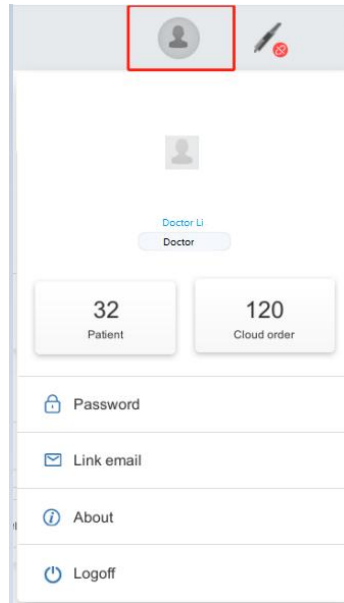 Doctor Li
Doctor
32
Patient
120
Cloud order
Password
Link email
About
Logoff